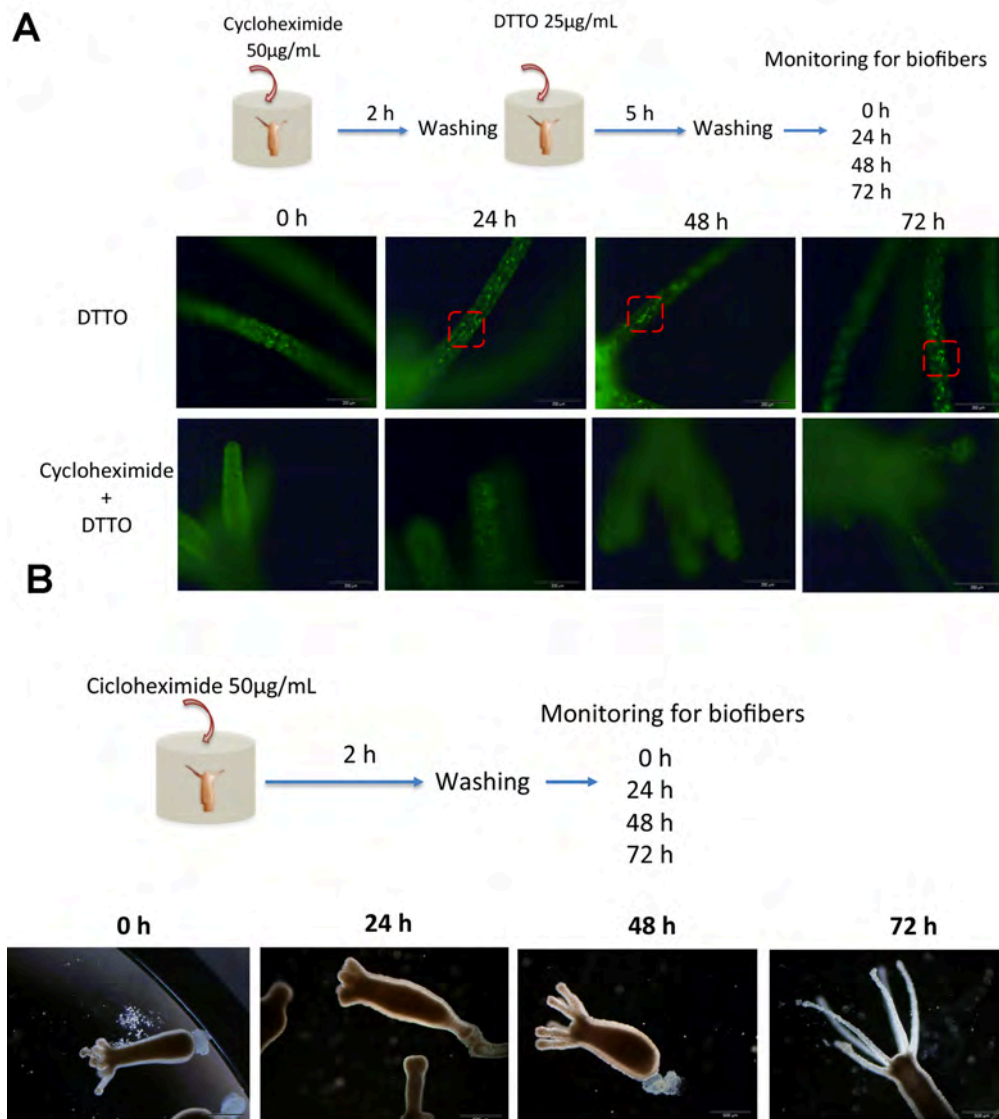 A
Cycloheximide
50µg/mL
DTTO 25µg/mL
Monitoring for biofibers
2 h
Washing
5 h
Washing
0 h
24 h
48 h
72 h
0 h
24 h
48 h
72 h
DTTO
Cycloheximide
+
DTTO
B
Cicloheximide 50µg/mL
Monitoring for biofibers
2 h
Washing
0 h
24 h
48 h
72 h
0 h
24 h
48 h
72 h